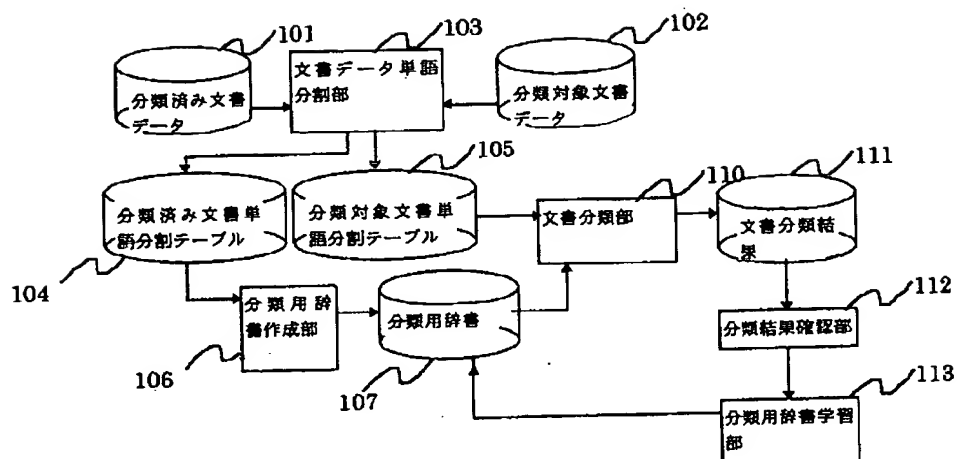 101
103
102
分類済み文書
データ
文書データ単語
分割部
分類対象文書
データ
105
110
111
分類済み文書単
語分割テーブル
分類対象文書単
語分割テーブル
文書分類部
文書分類結
果
104
112
分類用辞
書作成部
分類用辞書
分類結果確認部
106
107
113
分類用辞書学習
部